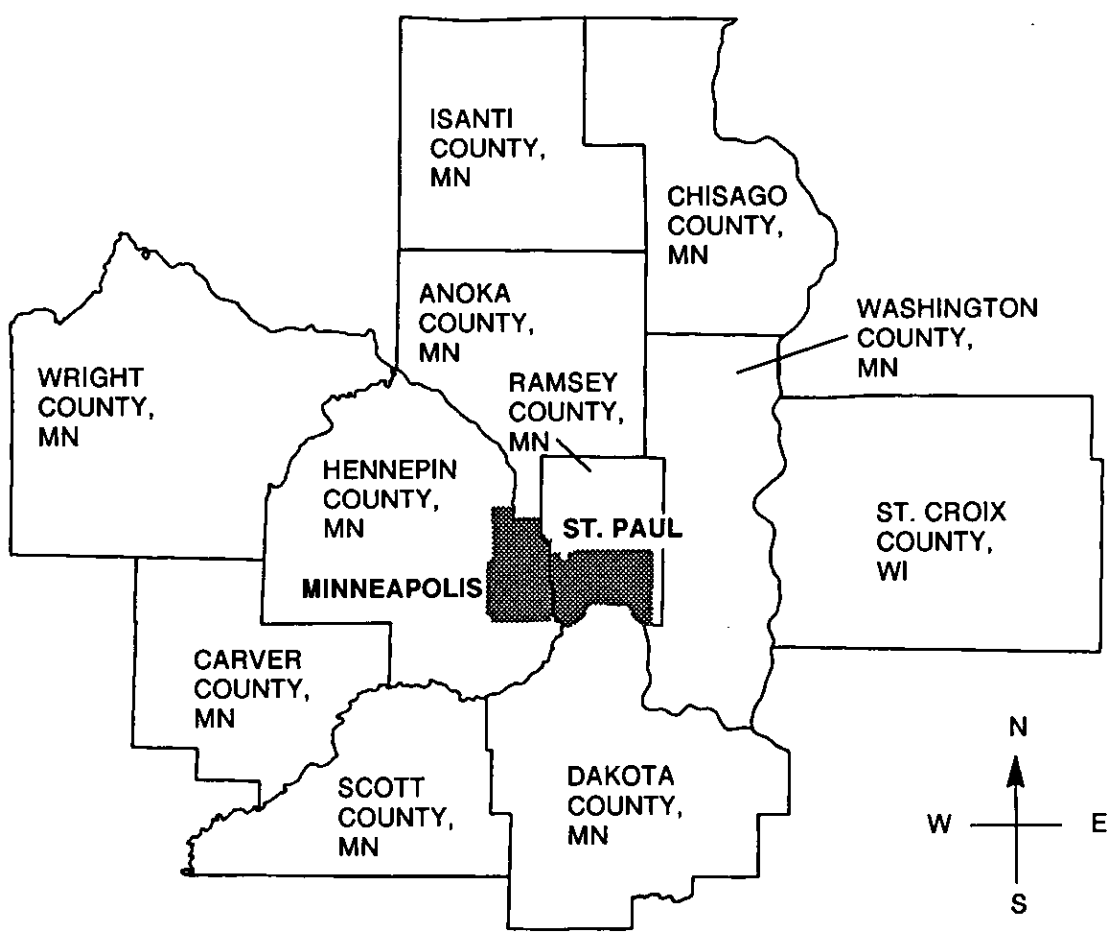 ISANTI
COUNTY,
MN
CHISAGO
COUNTY,
MN
ANOKA
COUNTY,
MN
WASHINGTON
COUNTY,
MN
WRIGHT
COUNTY,
MN
RAMSEY
COUNTY,
MN
HENNEPIN
COUNTY,
MN
ST. PAUL
ST. CROIX
COUNTY,
WI
MINNEAPOLIS
CARVER
COUNTY,
MN
SCOTT
COUNTY,
MN
DAKOTA
COUNTY,
MN
N
W E
S